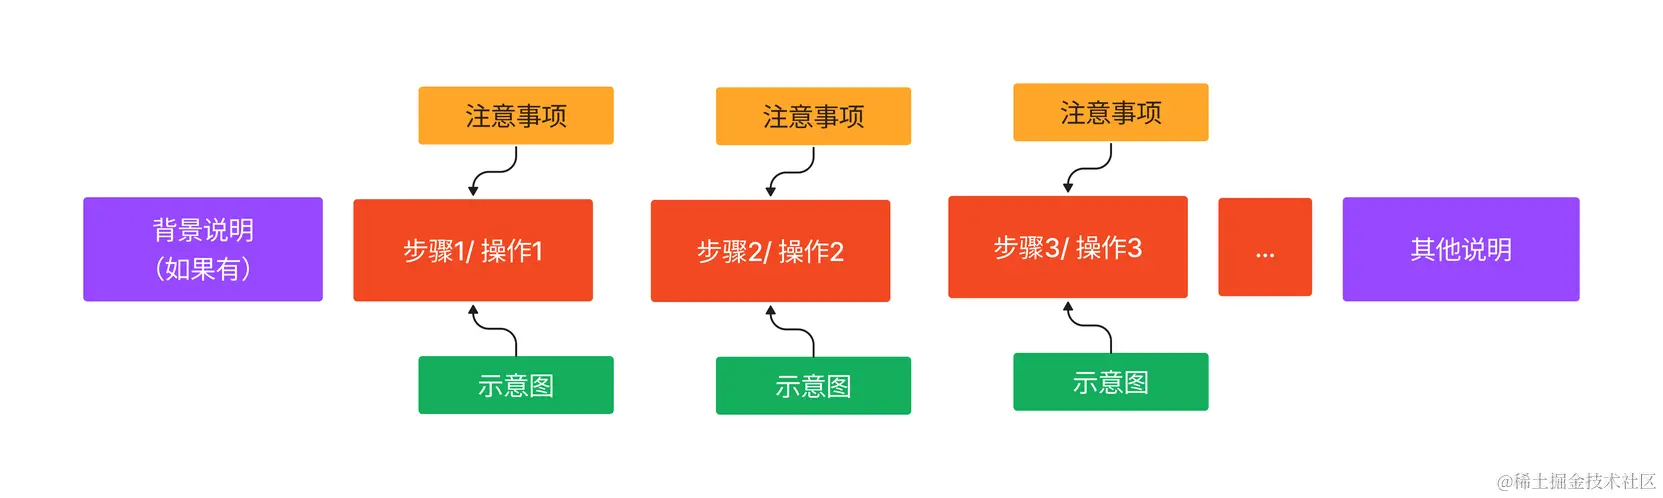 注意事项
注意事项
注意事项
背景说明
（如果有）
步骤1/ 操作1
步骤2/ 操作2
步骤3/ 操作3
...
其他说明
示意图
示意图
示意图
@稀土掘金技术社区